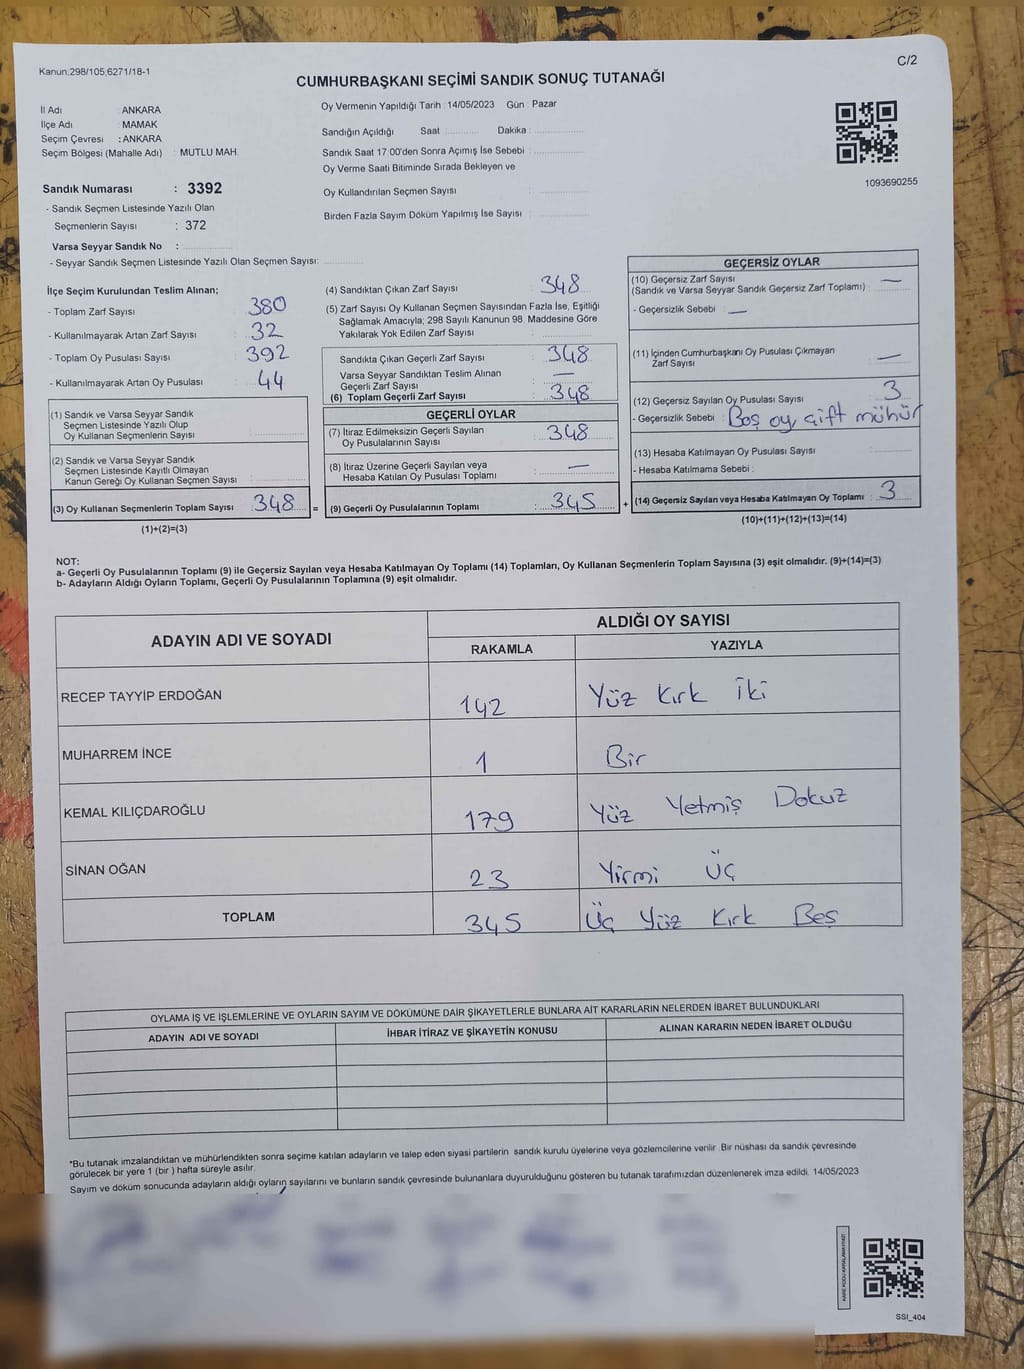 Kanun:298/105,6271/18-1
C/2
CUMHURBAŞKANI SEÇİMİ SANDIK SONUÇ TUTANAĞI
İl Adı : ANKARA
İlçe Adı : MAMAK
Seçim Çevresi : ANKARA
Seçim Bölgesi (Mahalle Adı) : MUTLU MAH.
Sandık Numarası : 3392
- Sandık Seçmen Listesinde Yazılı Olan
Seçmenlerin Sayısı : 372
Varsa Seyyar Sandık No :
- Seyyar Sandık Seçmen Listesinde Yazılı Olan Seçmen Sayısı:
Oy Vermenin Yapıldığı Tarih : 14/05/2023 Gün : Pazar
Sandığın Açıldığı Saat Dakika :
Sandık Saat 17:00'den Sonra Açımış İse Sebebi :
Oy Verme Saati Bitiminde Sırada Bekleyen ve
Oy Kullandırılan Seçmen Sayısı :
Birden Fazla Sayım Döküm Yapılmış İse Sayısı :
1093690255
İlçe Seçim Kurulundan Teslim Alınan;
- Toplam Zarf Sayısı : 380
- Kullanılmayarak Artan Zarf Sayısı : 32
- Toplam Oy Pusulası Sayısı : 392
- Kullanılmayarak Artan Oy Pusulası : 44
(1) Sandık ve Varsa Seyyar Sandık
Seçmen Listesinde Yazılı Olup
Oy Kullanan Seçmenlerin Sayısı :
(2) Sandık ve Varsa Seyyar Sandık
Seçmen Listesinde Kayıtlı Olmayan
Kanun Gereği Oy Kullanan Seçmen Sayısı :
(3) Oy Kullanan Seçmenlerin Toplam Sayısı : 348 =
(1)+(2)=(3)
(4) Sandıktan Çıkan Zarf Sayısı : 348
(5) Zarf Sayısı Oy Kullanan Seçmen Sayısından Fazla İse, Eşitliği
Sağlamak Amacıyla; 298 Sayılı Kanunun 98. Maddesine Göre
Yakılarak Yok Edilen Zarf Sayısı :
Sandıkta Çıkan Geçerli Zarf Sayısı : 348
Varsa Seyyar Sandıktan Teslim Alınan
Geçerli Zarf Sayısı : —
(6) Toplam Geçerli Zarf Sayısı : 348
GEÇERLİ OYLAR
(7) İtiraz Edilmeksizin Geçerli Sayılan
Oy Pusulalarının Sayısı : 348
(8) İtiraz Üzerine Geçerli Sayılan veya
Hesaba Katılan Oy Pusulası Toplamı : —
(9) Geçerli Oy Pusulalarının Toplamı : 345 +
GEÇERSİZ OYLAR
(10) Geçersiz Zarf Sayısı
(Sandık ve Varsa Seyyar Sandık Geçersiz Zarf Toplamı) : —
- Geçersizlik Sebebi : —
(11) İçinden Cumhurbaşkanı Oy Pusulası Çıkmayan
Zarf Sayısı : —
(12) Geçersiz Sayılan Oy Pusulası Sayısı : 3
- Geçersizlik Sebebi : Boş oy, çift mühür
(13) Hesaba Katılmayan Oy Pusulası Sayısı :
- Hesaba Katılmama Sebebi :
(14) Geçersiz Sayılan veya Hesaba Katılmayan Oy Toplamı : 3
(10)+(11)+(12)+(13)=(14)
NOT:
a- Geçerli Oy Pusulalarının Toplamı (9) ile Geçersiz Sayılan veya Hesaba Katılmayan Oy Toplamı (14) Toplamları, Oy Kullanan Seçmenlerin Toplam Sayısına (3) eşit olmalıdır. (9)+(14)=(3)
b- Adayların Aldığı Oyların Toplamı, Geçerli Oy Pusulalarının Toplamına (9) eşit olmalıdır.
ADAYIN ADI VE SOYADI
ALDIĞI OY SAYISI
RAKAMLA YAZIYLA
RECEP TAYYİP ERDOĞAN 142 Yüz Kırk İki
MUHARREM İNCE 1 Bir
KEMAL KILIÇDAROĞLU 179 Yüz Yetmiş Dokuz
SİNAN OĞAN 23 Yirmi Üç
TOPLAM 345 Üç Yüz Kırk Beş
OYLAMA İŞ VE İŞLEMLERİNE VE OYLARIN SAYIM VE DÖKÜMÜNE DAİR ŞİKAYETLERLE BUNLARA AİT KARARLARIN NELERDEN İBARET BULUNDUKLARI
ADAYIN ADI VE SOYADI
İHBAR İTİRAZ VE ŞİKAYETİN KONUSU
ALINAN KARARIN NEDEN İBARET OLDUĞU
*Bu tutanak imzalandıktan ve mühürlendikten sonra seçime katılan adayların ve talep eden siyasi partilerin sandık kurulu üyelerine veya gözlemcilerine verilir. Bir nüshası da sandık çevresinde
görülecek bir yere 1 (bir ) hafta süreyle asılır.
Sayım ve döküm sonucunda adayların aldığı oyların sayılarını ve bunların sandık çevresinde bulunanlara duyurulduğunu gösteren bu tutanak tarafımızdan düzenlenerek imza edildi. 14/05/2023
SSI_404